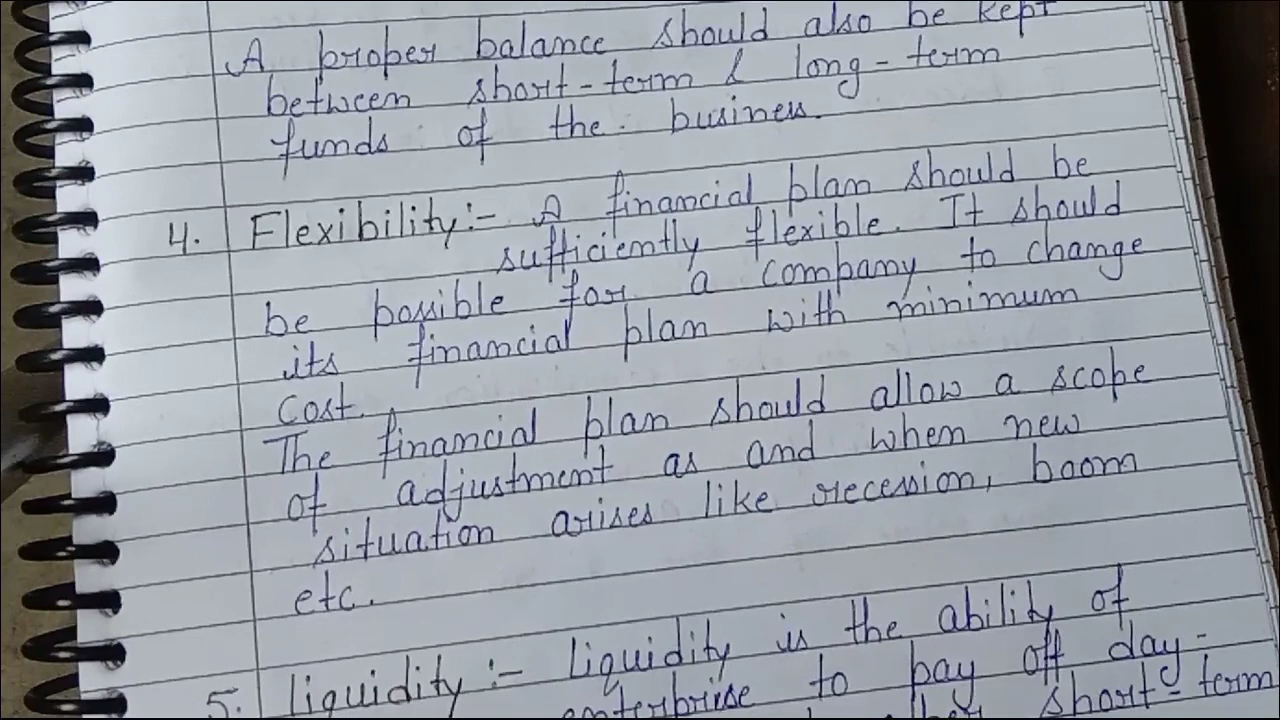 A proper balance should also be kept
between short-term & long-term
funds of the business.
4. Flexibility:- A financial plan should be
sufficiently flexible. It should
be possible for a company to change
its financial plan with minimum
cost.
The financial plan should allow a scope
of adjustment as and when new
situation arises like recession, boom
etc.
5. liquidity:- liquidity is the ability of
enterprise to pay off day-
short-term